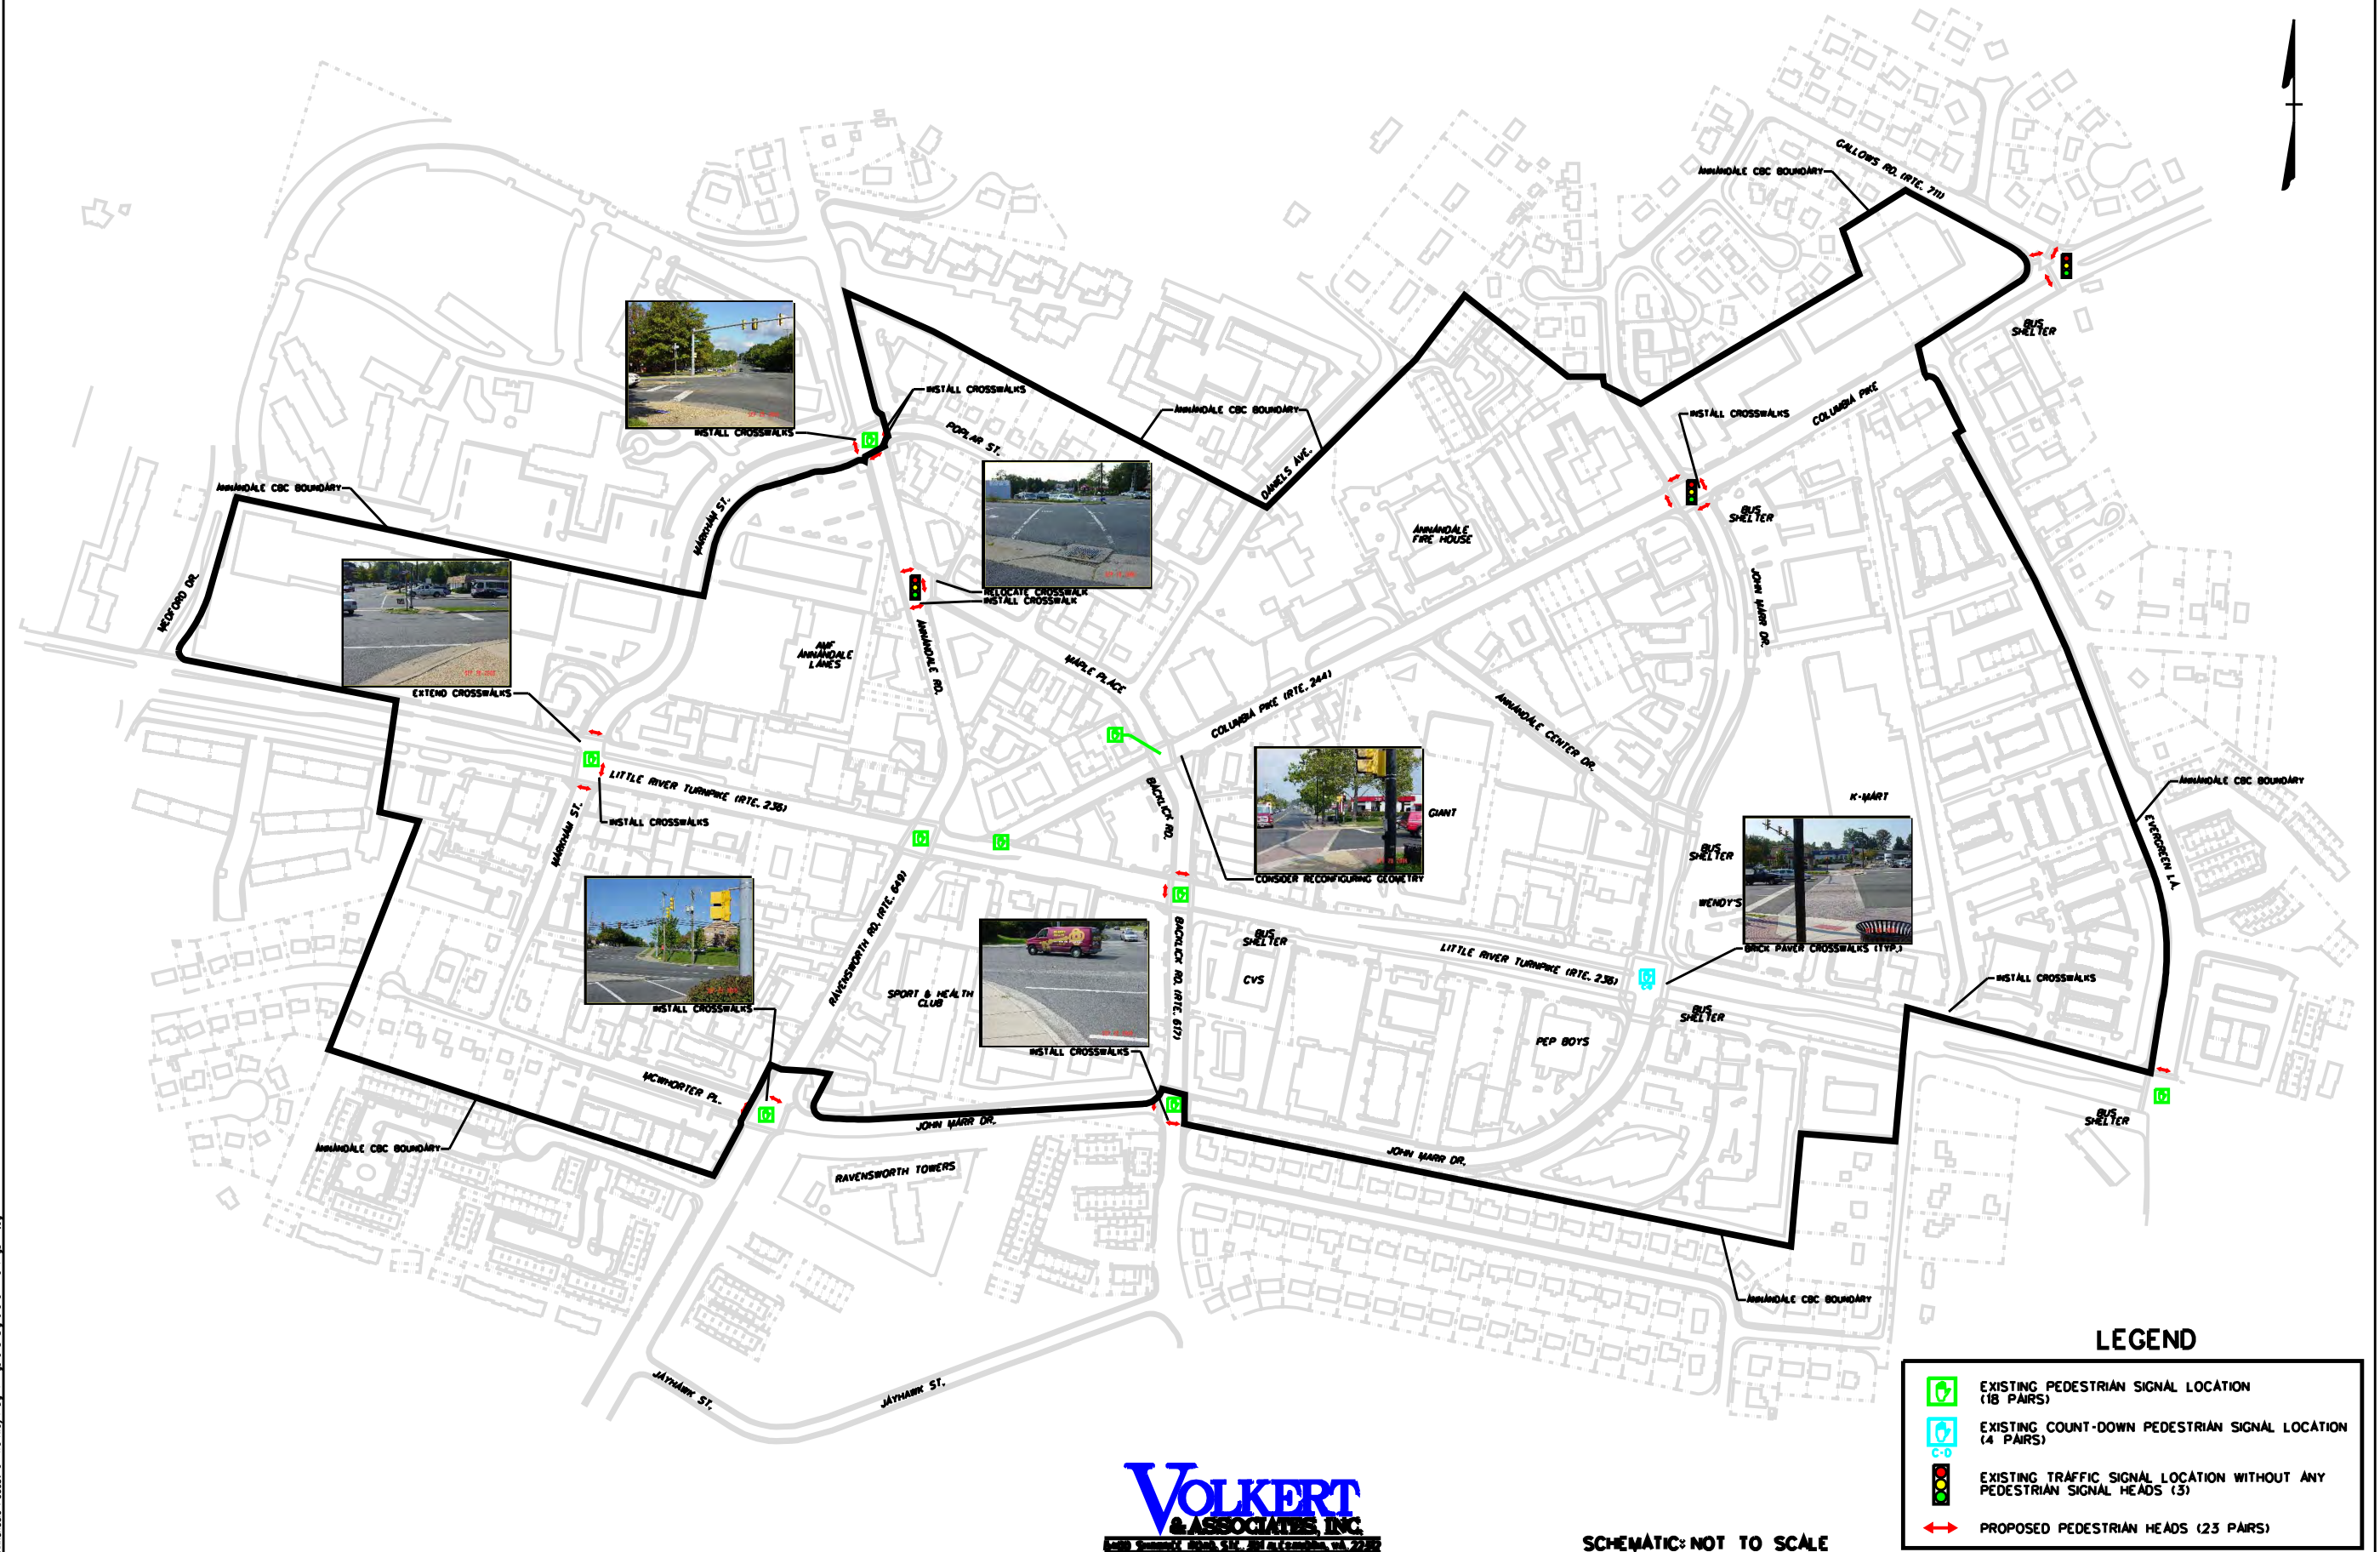 GALLOWS RD. (RTE. 711)
ANNANDALE CBC BOUNDARY
BUS
SHELTER
INSTALL CROSSWALKS
ANNANDALE CBC BOUNDARY
COLUMBIA PIKE
INSTALL CROSSWALKS
INSTALL CROSSWALKS
POPLAR ST.
DANIELS AVE.
ANNANDALE CBC BOUNDARY
MARKHAM ST.
BUS
SHELTER
ANNANDALE
FIRE HOUSE
MEDFORD DR.
RELOCATE CROSSWALK
INSTALL CROSSWALK
JOHN MARR DR.
AMF
ANNANDALE
LANES
ANNANDALE RD.
MAPLE PLACE
EXTEND CROSSWALKS
COLUMBIA PIKE (RTE. 244)
ANNANDALE CENTER DR.
LITTLE RIVER TURNPIKE (RTE. 236)
BACKLICK RD.
ANNANDALE CBC BOUNDARY
K-MART
GIANT
INSTALL CROSSWALKS
MARKHAM ST.
EVERGREEN LA.
BUS
SHELTER
CONSIDER RECONFIGURING GEOMETRY
WENDY'S
RAVENSWORTH RD. (RTE. 649)
BUS
SHELTER
BACKLICK RD. (RTE. 617)
LITTLE RIVER TURNPIKE (RTE. 236)
BRICK PAVER CROSSWALKS (TYP.)
CVS
C-D
INSTALL CROSSWALKS
SPORT & HEALTH
CLUB
INSTALL CROSSWALKS
BUS
SHELTER
PEP BOYS
INSTALL CROSSWALKS
MCWHORTER PL.
JOHN MARR DR.
BUS
SHELTER
ANNANDALE CBC BOUNDARY
JOHN MARR DR.
RAVENSWORTH TOWERS
ANNANDALE CBC BOUNDARY
JAYHAWK ST.
JAYHAWK ST.
LEGEND
EXISTING PEDESTRIAN SIGNAL LOCATION
(18 PAIRS)
EXISTING COUNT-DOWN PEDESTRIAN SIGNAL LOCATION
(4 PAIRS)
C-D
EXISTING TRAFFIC SIGNAL LOCATION WITHOUT ANY
PEDESTRIAN SIGNAL HEADS (3)
PROPOSED PEDESTRIAN HEADS (23 PAIRS)
VOLKERT
& ASSOCIATES, INC.
SCHEMATIC: NOT TO SCALE